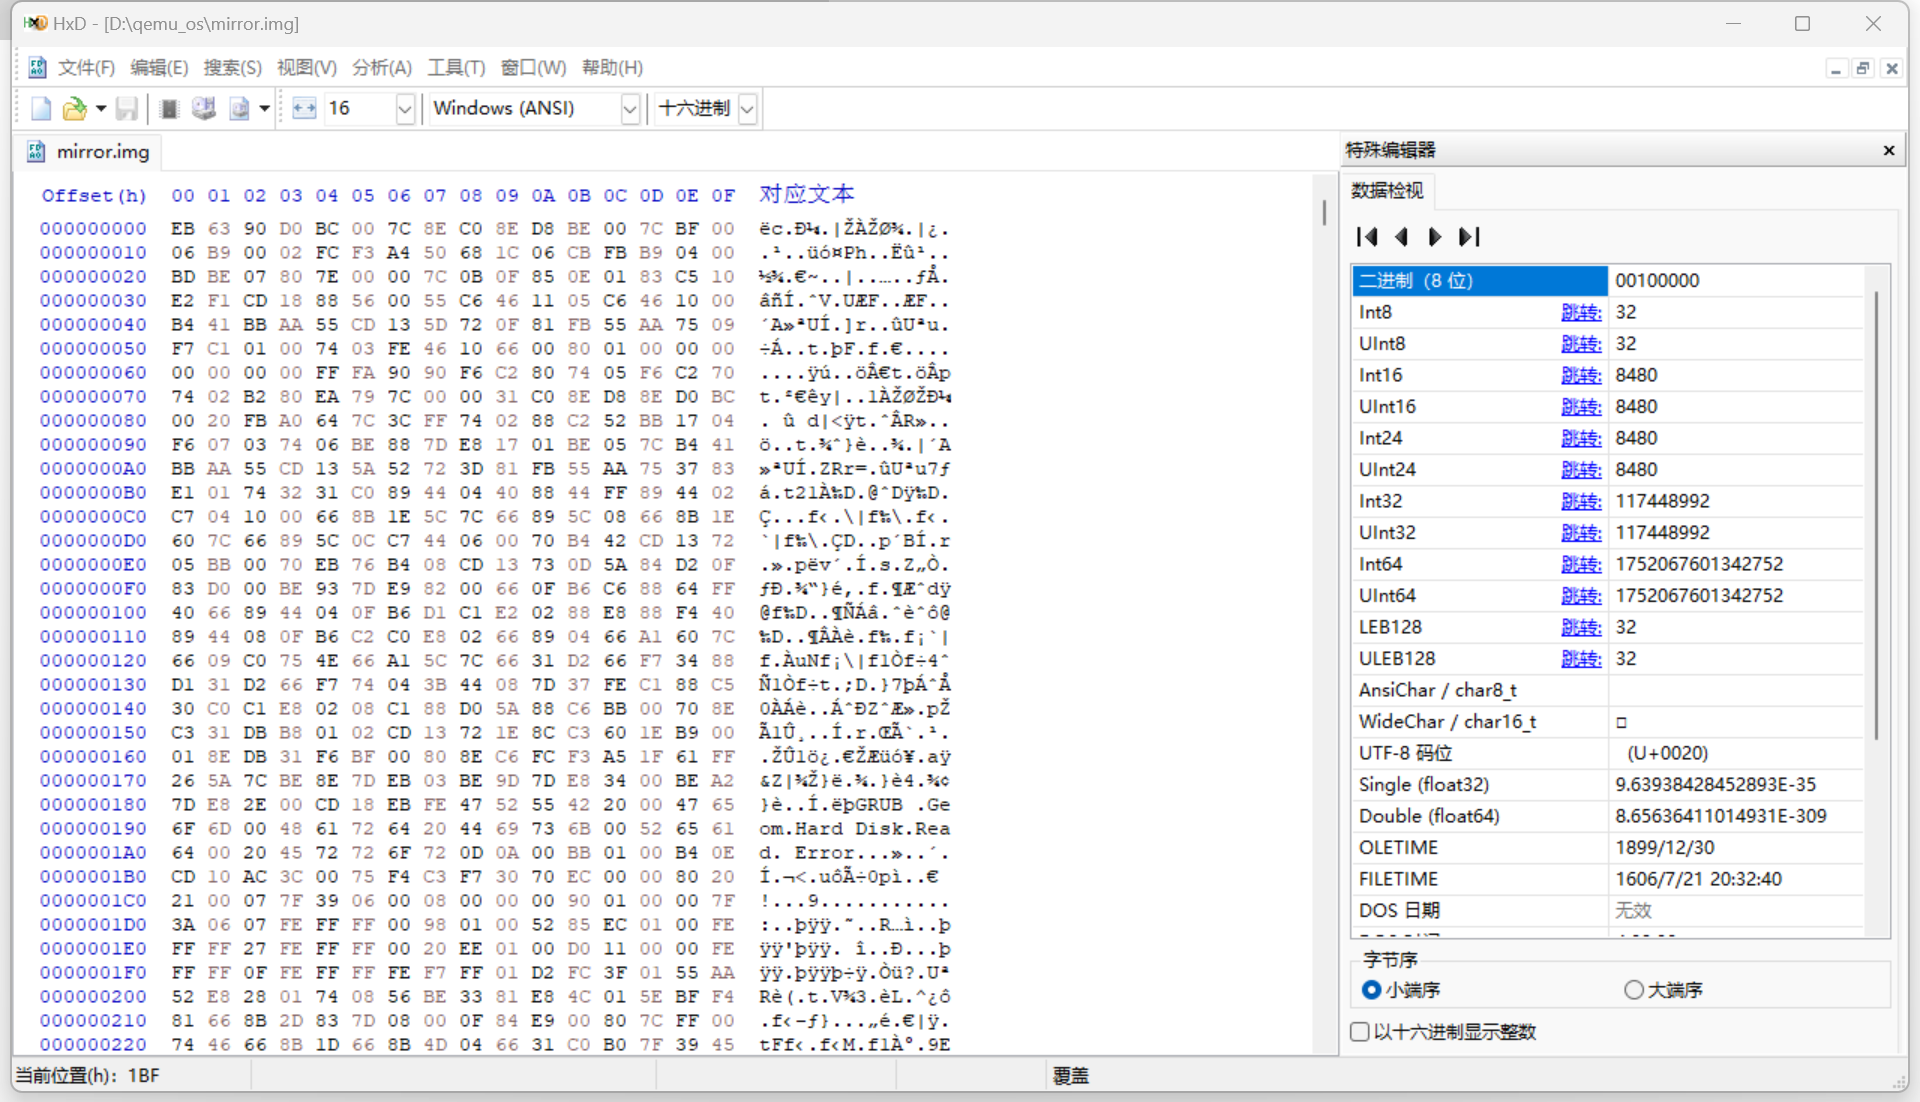 HxD - [D:\qemu_os\mirror.img]
文件(F) 编辑(E) 搜索(S) 视图(V) 分析(A) 工具(T) 窗口(W) 帮助(H)
16 Windows (ANSI) 十六进制
mirror.img
Offset(h) 00 01 02 03 04 05 06 07 08 09 0A 0B 0C 0D 0E 0F 对应文本
000000000 EB 63 90 D0 BC 00 7C 8E C0 8E D8 BE 00 7C BF 00 ëc.Ð¼.|ŽÀŽØ¾.|¿.
000000010 06 B9 00 02 FC F3 A4 50 68 1C 06 CB FB B9 04 00 .¹..üó¤Ph..Ëû¹..
000000020 BD BE 07 80 7E 00 00 7C 0B 0F 85 0E 01 83 C5 10 ½¾.€~..|..…..ƒÅ.
000000030 E2 F1 CD 18 88 56 00 55 C6 46 11 05 C6 46 10 00 âñÍ.ˆV.UÆF..ÆF..
000000040 B4 41 BB AA 55 CD 13 5D 72 0F 81 FB 55 AA 75 09 ´A»ªUÍ.]r..ûUªu.
000000050 F7 C1 01 00 74 03 FE 46 10 66 00 80 01 00 00 00 ÷Á..t.þF.f.€....
000000060 00 00 00 00 FF FA 90 90 F6 C2 80 74 05 F6 C2 70 ....ÿú..öÂ€t.öÂp
000000070 74 02 B2 80 EA 79 7C 00 00 31 C0 8E D8 8E D0 BC t.²€êy|..1ÀŽØŽÐ¼
000000080 00 20 FB A0 64 7C 3C FF 74 02 88 C2 52 BB 17 04 . û d|<ÿt.ˆÂR»..
000000090 F6 07 03 74 06 BE 88 7D E8 17 01 BE 05 7C B4 41 ö..t.¾ˆ}è..¾.|´A
0000000A0 BB AA 55 CD 13 5A 52 72 3D 81 FB 55 AA 75 37 83 »ªUÍ.ZRr=.ûUªu7ƒ
0000000B0 E1 01 74 32 31 C0 89 44 04 40 88 44 FF 89 44 02 á.t21À‰D.@ˆDÿ‰D.
0000000C0 C7 04 10 00 66 8B 1E 5C 7C 66 89 5C 08 66 8B 1E Ç...f‹.\|f‰\.f‹.
0000000D0 60 7C 66 89 5C 0C C7 44 06 00 70 B4 42 CD 13 72 `|f‰\.ÇD..p´BÍ.r
0000000E0 05 BB 00 70 EB 76 B4 08 CD 13 73 0D 5A 84 D2 0F .».pëv´.Í.s.Z„Ò.
0000000F0 83 D0 00 BE 93 7D E9 82 00 66 0F B6 C6 88 64 FF ƒÐ.¾“}é‚.f.¶Æˆdÿ
000000100 40 66 89 44 04 0F B6 D1 C1 E2 02 88 E8 88 F4 40 @f‰D..¶ÑÁâ.ˆèˆô@
000000110 89 44 08 0F B6 C2 C0 E8 02 66 89 04 66 A1 60 7C ‰D..¶ÂÀè.f‰.f¡`|
000000120 66 09 C0 75 4E 66 A1 5C 7C 66 31 D2 66 F7 34 88 f.ÀuNf¡\|f1Òf÷4ˆ
000000130 D1 31 D2 66 F7 74 04 3B 44 08 7D 37 FE C1 88 C5 Ñ1Òf÷t.;D.}7þÁˆÅ
000000140 30 C0 C1 E8 02 08 C1 88 D0 5A 88 C6 BB 00 70 8E 0ÀÁè..ÁˆÐZˆÆ».pŽ
000000150 C3 31 DB B8 01 02 CD 13 72 1E 8C C3 60 1E B9 00 Ã1Û¸..Í.r.ŒÃ`.¹.
000000160 01 8E DB 31 F6 BF 00 80 8E C6 FC F3 A5 1F 61 FF .ŽÛ1ö¿.€ŽÆüó¥.aÿ
000000170 26 5A 7C BE 8E 7D EB 03 BE 9D 7D E8 34 00 BE A2 &Z|¾Ž}ë.¾.}è4.¾¢
000000180 7D E8 2E 00 CD 18 EB FE 47 52 55 42 20 00 47 65 }è..Í.ëþGRUB .Ge
000000190 6F 6D 00 48 61 72 64 20 44 69 73 6B 00 52 65 61 om.Hard Disk.Rea
0000001A0 64 00 20 45 72 72 6F 72 0D 0A 00 BB 01 00 B4 0E d. Error...»..´.
0000001B0 CD 10 AC 3C 00 75 F4 C3 F7 30 70 EC 00 00 80 20 Í.¬<.uôÃ÷0pì..€
0000001C0 21 00 07 7F 39 06 00 08 00 00 00 90 01 00 00 7F !...9...........
0000001D0 3A 06 07 FE FF FF 00 98 01 00 52 85 EC 01 00 FE :..þÿÿ.˜..R…ì..þ
0000001E0 FF FF 27 FE FF FF 00 20 EE 01 00 D0 11 00 00 FE ÿÿ'þÿÿ. î..Ð...þ
0000001F0 FF FF 0F FE FF FF FE F7 FF 01 D2 FC 3F 01 55 AA ÿÿ.þÿÿþ÷ÿ.Òü?.Uª
000000200 52 E8 28 01 74 08 56 BE 33 81 E8 4C 01 5E BF F4 Rè(.t.V¾3.èL.^¿ô
000000210 81 66 8B 2D 83 7D 08 00 0F 84 E9 00 80 7C FF 00 .f‹-ƒ}...„é.€|ÿ.
000000220 74 46 66 8B 1D 66 8B 4D 04 66 31 C0 B0 7F 39 45 tFf‹.f‹M.f1À°.9E
特殊编辑器
数据检视
二进制 (8 位) 00100000
Int8 跳转: 32
UInt8 跳转: 32
Int16 跳转: 8480
UInt16 跳转: 8480
Int24 跳转: 8480
UInt24 跳转: 8480
Int32 跳转: 117448992
UInt32 跳转: 117448992
Int64 跳转: 1752067601342752
UInt64 跳转: 1752067601342752
LEB128 跳转: 32
ULEB128 跳转: 32
AnsiChar / char8_t
WideChar / char16_t □
UTF-8 码位 (U+0020)
Single (float32) 9.63938428452893E-35
Double (float64) 8.65636411014931E-309
OLETIME 1899/12/30
FILETIME 1606/7/21 20:32:40
DOS 日期 无效
字节序
小端序 大端序
以十六进制显示整数
当前位置(h): 1BF 覆盖